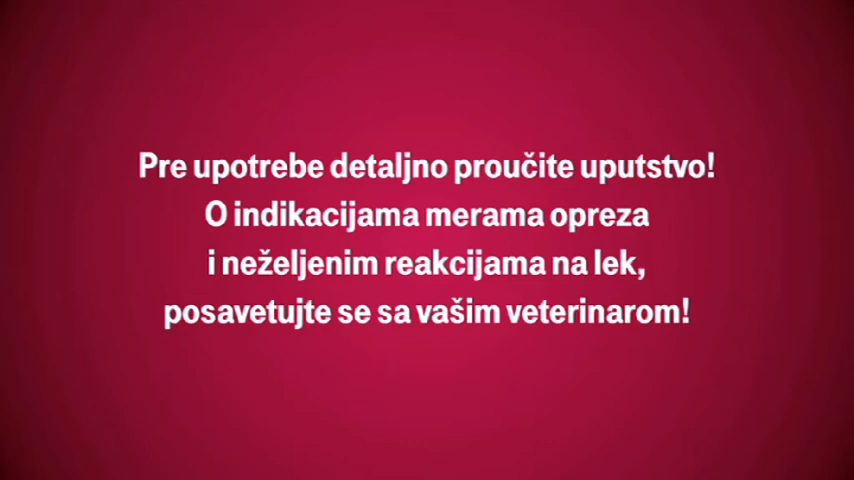 Pre upotrebe detaljno proučite uputstvo!
O indikacijama merama opreza
i neželjenim reakcijama na lek,
posavetujte se sa vašim veterinarom!